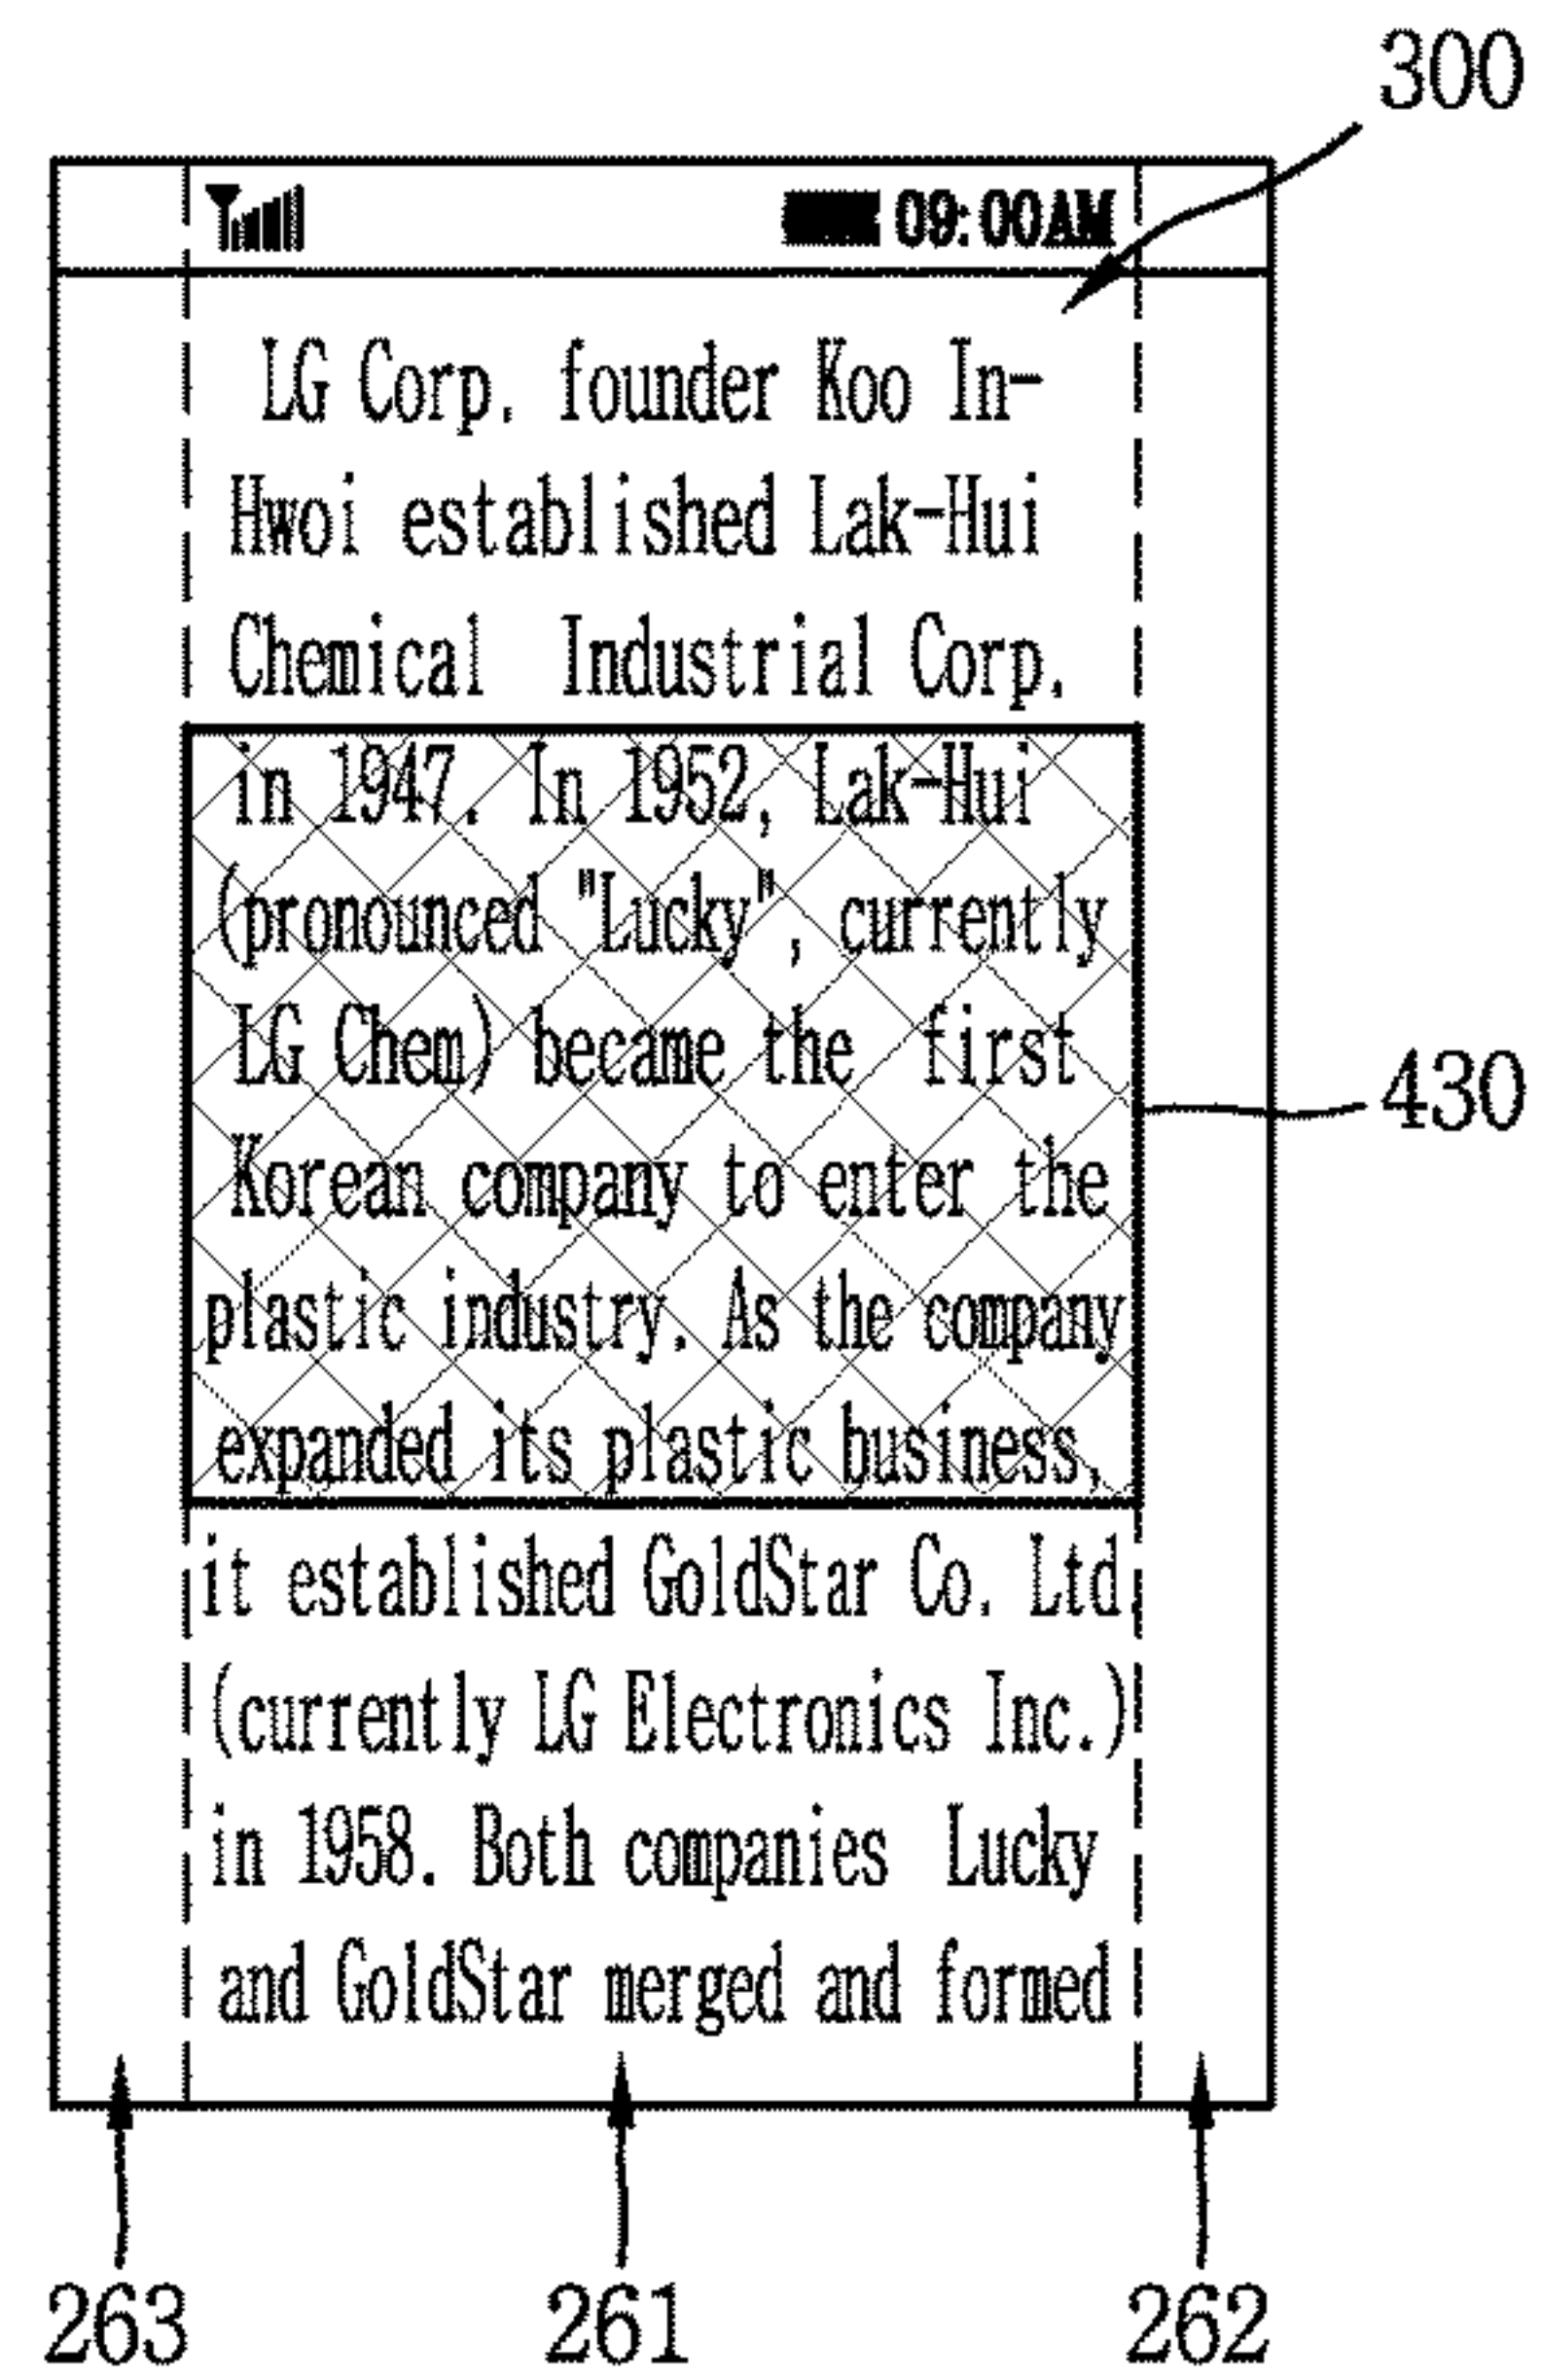 300
09:00AM
LG Corp. founder Koo In-
Hwoi established Lak-Hui
Chemical Industrial Corp.
in 1947. In 1952, Lak-Hui
(pronounced "Lucky", currently
LG Chem) became the first
430
Korean company to enter the
plastic industry. As the company
expanded its plastic business,
it established GoldStar Co. Ltd
(currently LG Electronics Inc.)
in 1958. Both companies Lucky
and GoldStar merged and formed
263 261 262